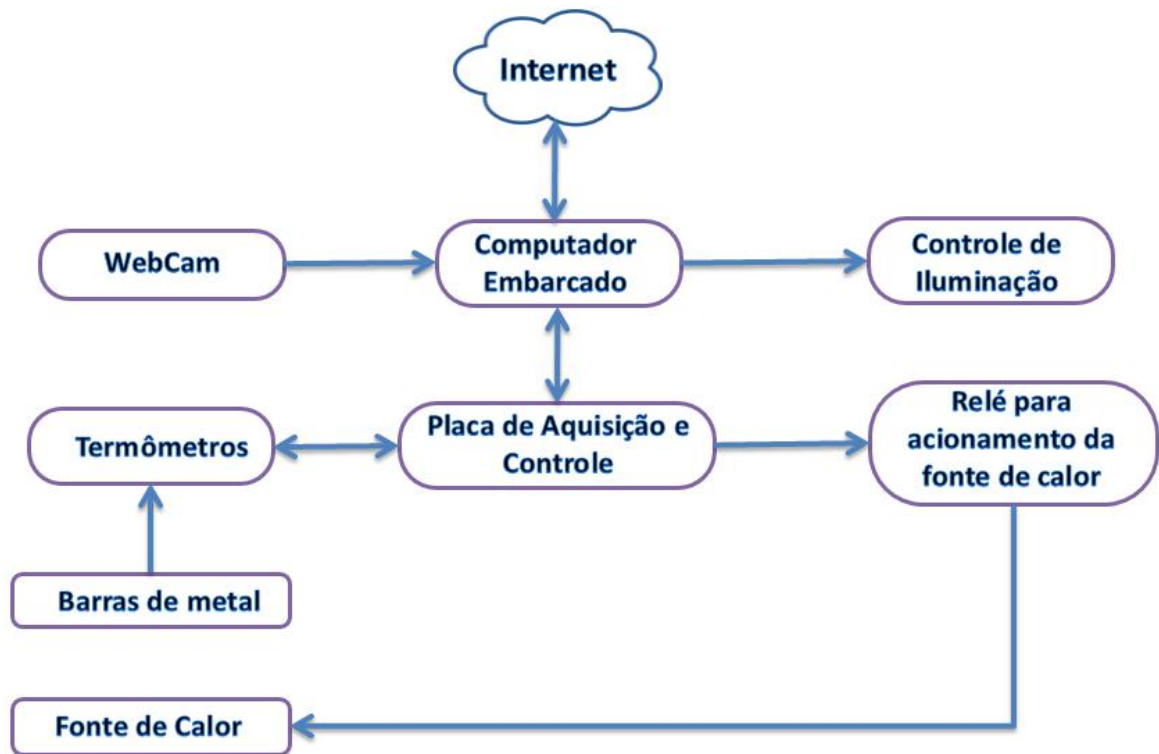 Internet
WebCam
Computador
Embarcado
Controle de
Iluminação
Termômetros
Placa de Aquisição e
Controle
Relé para
acionamento da
fonte de calor
Barras de metal
Fonte de Calor